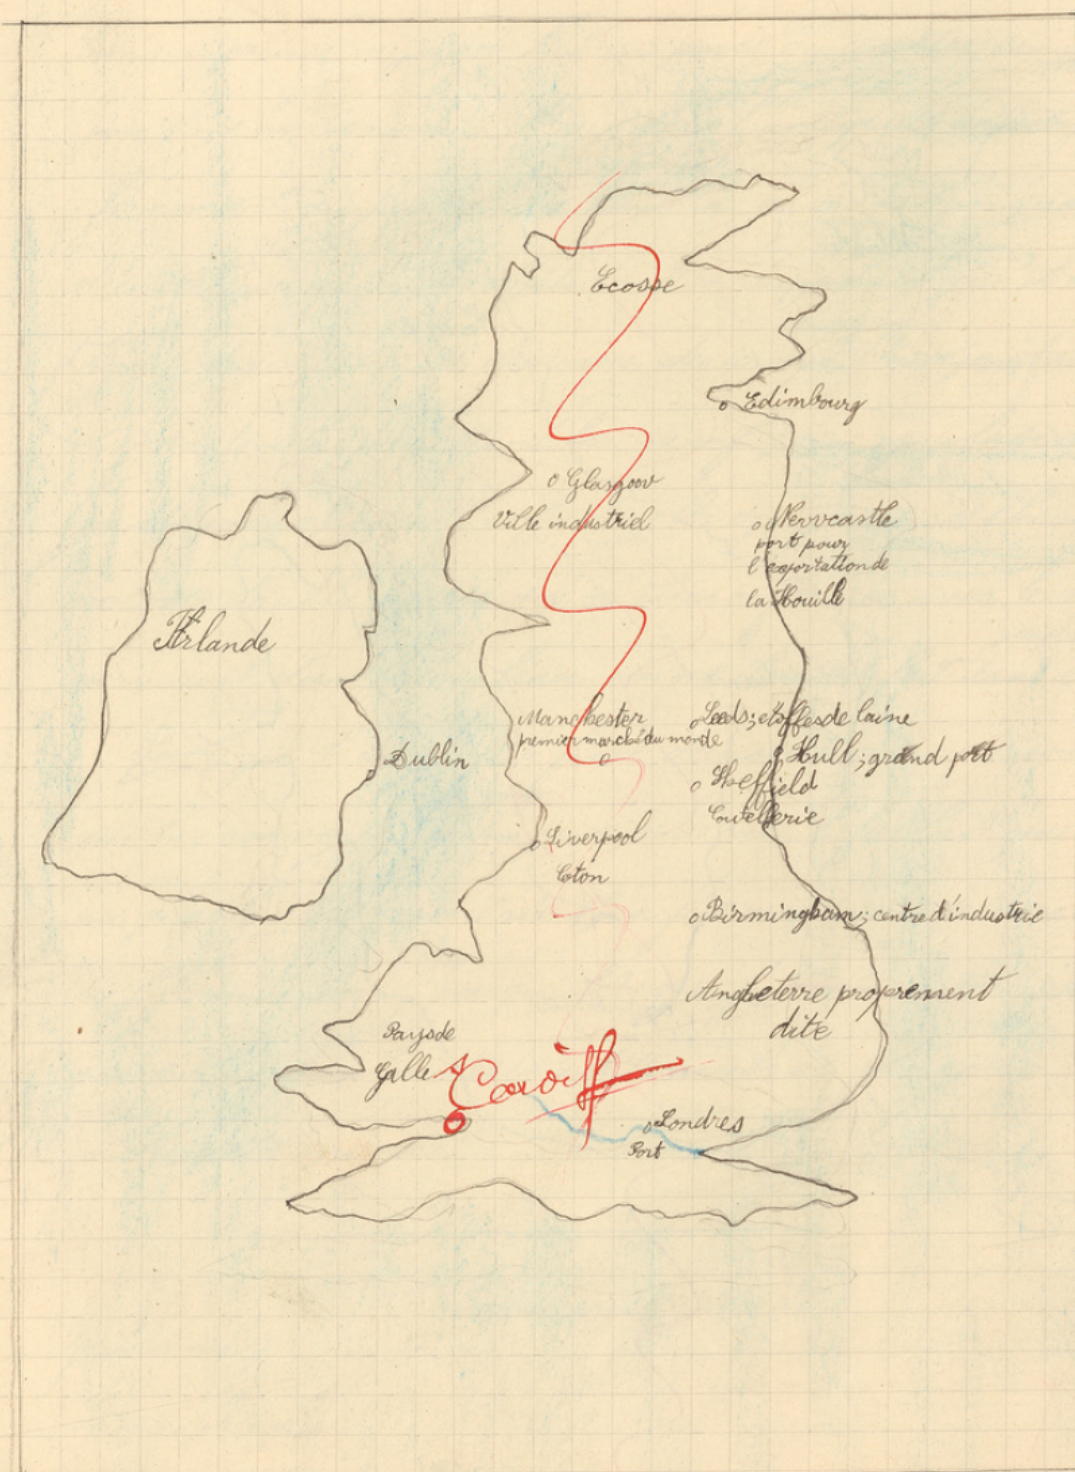 Ecosse
Edimbourg
Glasgow
Ville industriel
Newcastle
port pour
l'exportation de
la Houille
Irlande
Dublin
Manchester
premier marché du monde
Leeds; étoffes de laine
Hull; grand port
Sheffield
Coutellerie
Liverpool
Coton
Birmingham; centre d'industrie
Angleterre proprement
dite
Pays de
Galles
Cardiff
Londres
Port